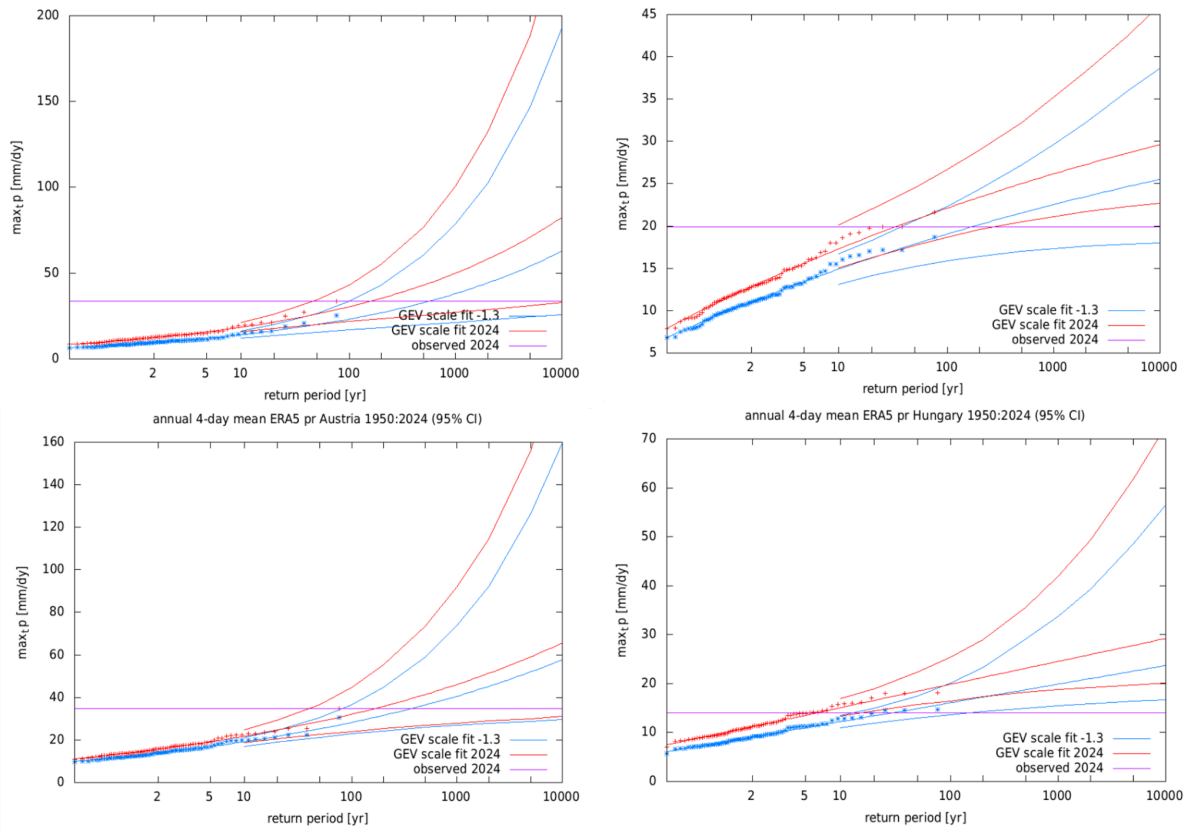 200
150
100
50
0
max_t p [mm/dy]
GEV scale fit -1.3
GEV scale fit 2024
observed 2024
2 5 10 100 1000 10000
return period [yr]
45
40
35
30
25
20
15
10
5
max_t p [mm/dy]
GEV scale fit -1.3
GEV scale fit 2024
observed 2024
2 5 10 100 1000 10000
return period [yr]
annual 4-day mean ERA5 pr Austria 1950:2024 (95% CI)
160
140
120
100
80
60
40
20
0
max_t p [mm/dy]
GEV scale fit -1.3
GEV scale fit 2024
observed 2024
2 5 10 100 1000 10000
return period [yr]
annual 4-day mean ERA5 pr Hungary 1950:2024 (95% CI)
70
60
50
40
30
20
10
0
max_t p [mm/dy]
GEV scale fit -1.3
GEV scale fit 2024
observed 2024
2 5 10 100 1000 10000
return period [yr]